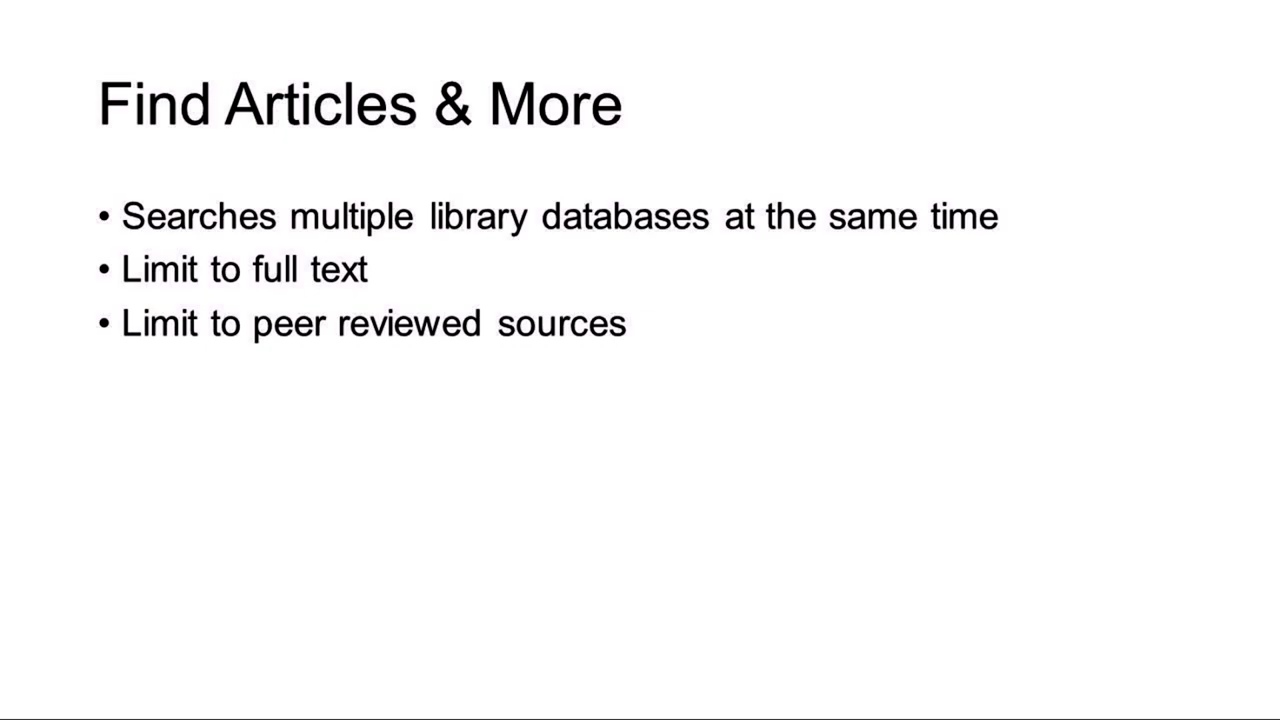 Find Articles & More
• Searches multiple library databases at the same time
• Limit to full text
• Limit to peer reviewed sources